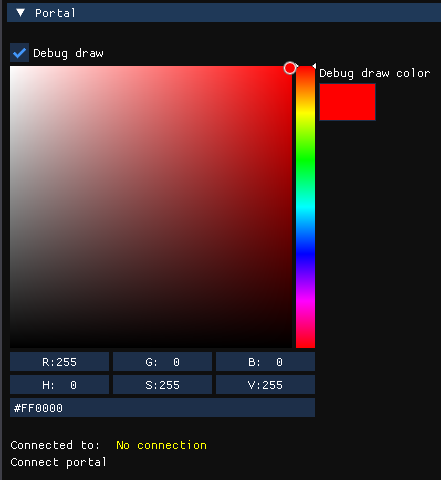 Portal
Debug draw
Debug draw color
R:255 G: 0 B: 0
H: 0 S:255 V:255
#FF0000
Connected to: No connection
Connect portal